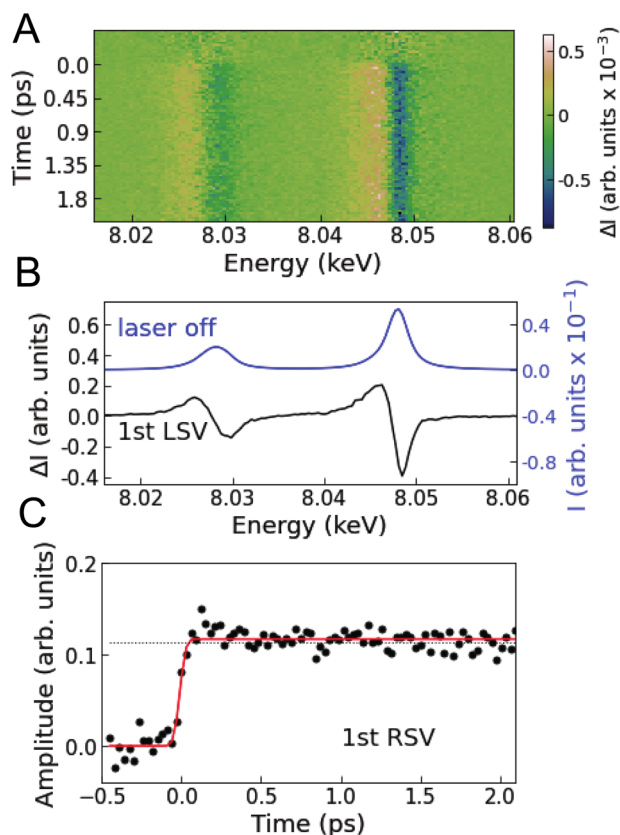 A
Time (ps)
0.0
0.45
0.9
1.35
1.8
8.02 8.03 8.04 8.05 8.06
Energy (keV)
0.5
0
-0.5
ΔI (arb. units x 10⁻³)
B
ΔI (arb. units)
0.6
0.4
0.2
0.0
-0.2
-0.4
laser off
1st LSV
0.4
0.0
-0.4
-0.8
I (arb. units x 10⁻¹)
8.02 8.03 8.04 8.05 8.06
Energy (keV)
C
Amplitude (arb. units)
0.2
0.1
0.0
1st RSV
−0.5 0.0 0.5 1.0 1.5 2.0
Time (ps)